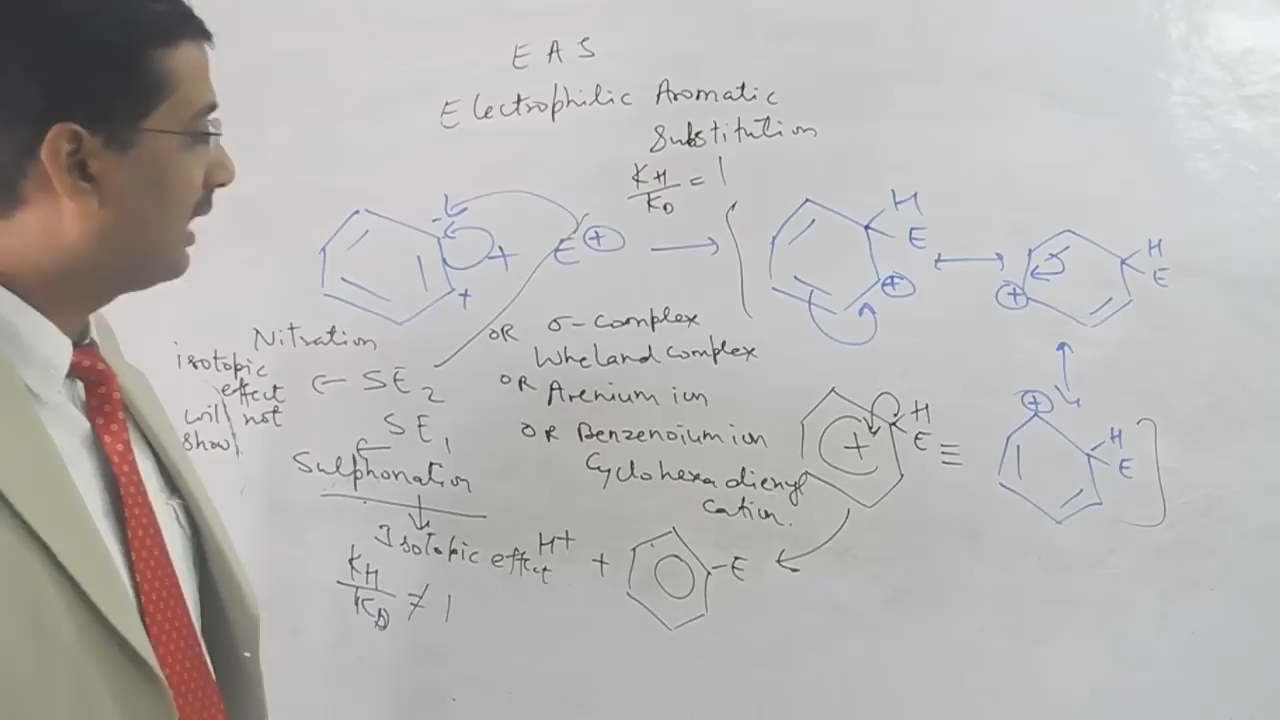 E A S
Electrophilic Aromatic
Substitution
KH/KD = 1
+ E ⊕ →
+
H
E
⊕
↔
H
E
⊕
Nitration
isotopic
effect
will not
show
← SE2
SE1
Sulphonation
Isotopic effect
KH/KD ≠ 1
OR σ-complex
Wheland complex
OR Arenium ion
OR Benzenoium ion
Cyclohexadienyl
cation.
+
H
E
≡
⊕
H
E
H+ + -E